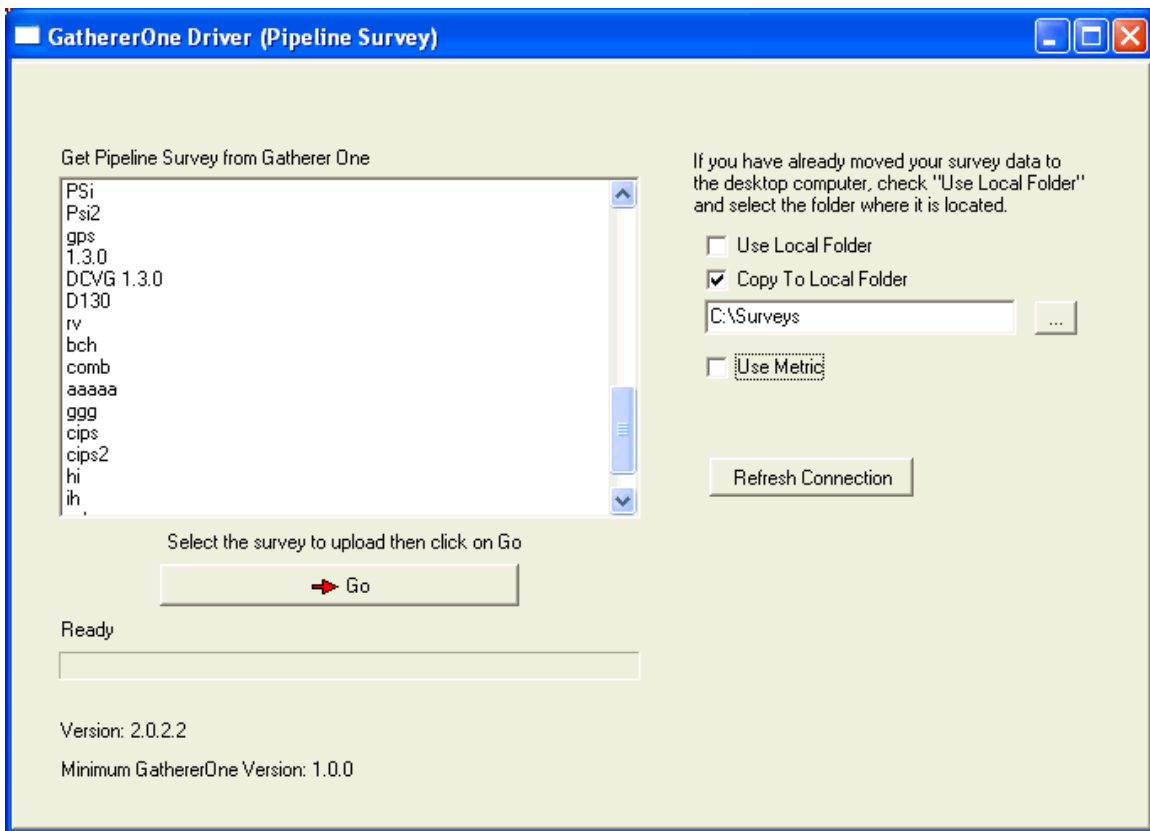 GathererOne Driver (Pipeline Survey)
Get Pipeline Survey from Gatherer One
PSi
Psi2
gps
1.3.0
DCVG 1.3.0
D130
rv
bch
comb
aaaaa
ggg
cips
cips2
hi
ih
Select the survey to upload then click on Go
Go
Ready
Version: 2.0.2.2
Minimum GathererOne Version: 1.0.0
If you have already moved your survey data to
the desktop computer, check "Use Local Folder"
and select the folder where it is located.
Use Local Folder
Copy To Local Folder
C:\Surveys
...
Use Metric
Refresh Connection